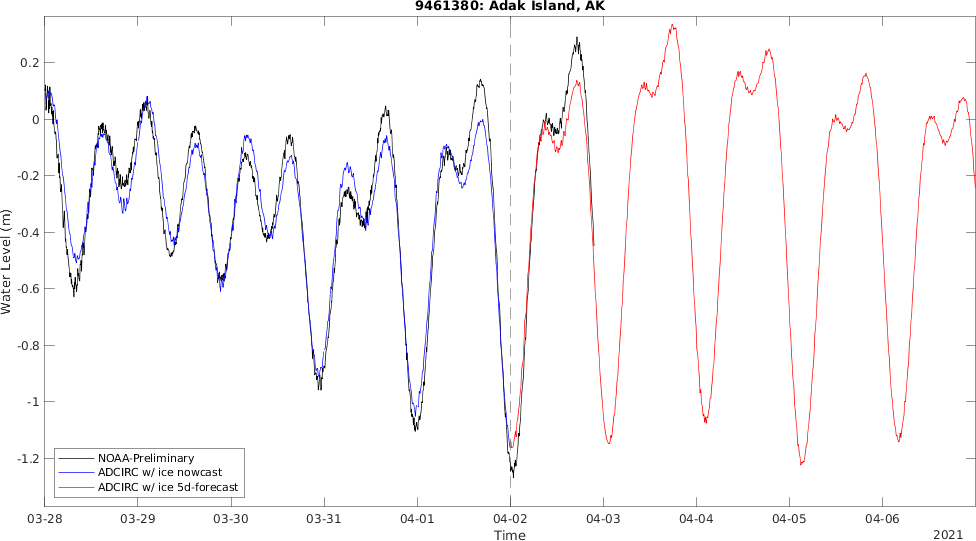 9461380: Adak Island, AK
Water Level (m)
0.2
0
-0.2
-0.4
-0.6
-0.8
-1
-1.2
NOAA-Preliminary
ADCIRC w/ ice nowcast
ADCIRC w/ ice 5d-forecast
03-28 03-29 03-30 03-31 04-01 04-02 04-03 04-04 04-05 04-06
Time
2021